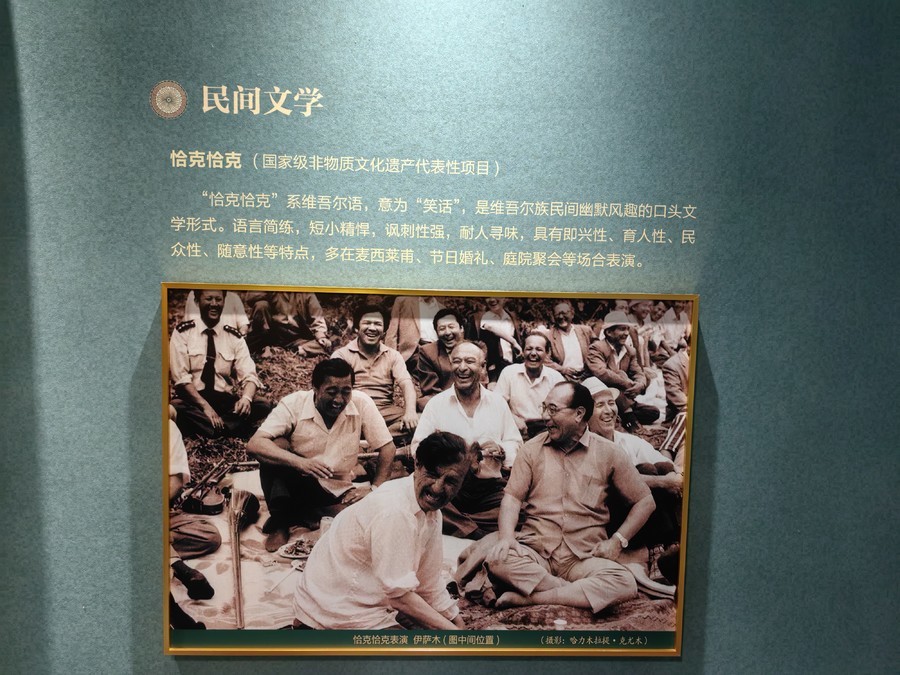 民间文学
恰克恰克（国家级非物质文化遗产代表性项目）
“恰克恰克”系维吾尔语，意为“笑话”，是维吾尔族民间幽默风趣的口头文
学形式。语言简练，短小精悍，讽刺性强，耐人寻味，具有即兴性、育人性、民
众性、随意性等特点，多在麦西莱甫、节日婚礼、庭院聚会等场合表演。
恰克恰克表演 伊萨木（图中间位置）
（摄影：哈力木拉提·克尤木）